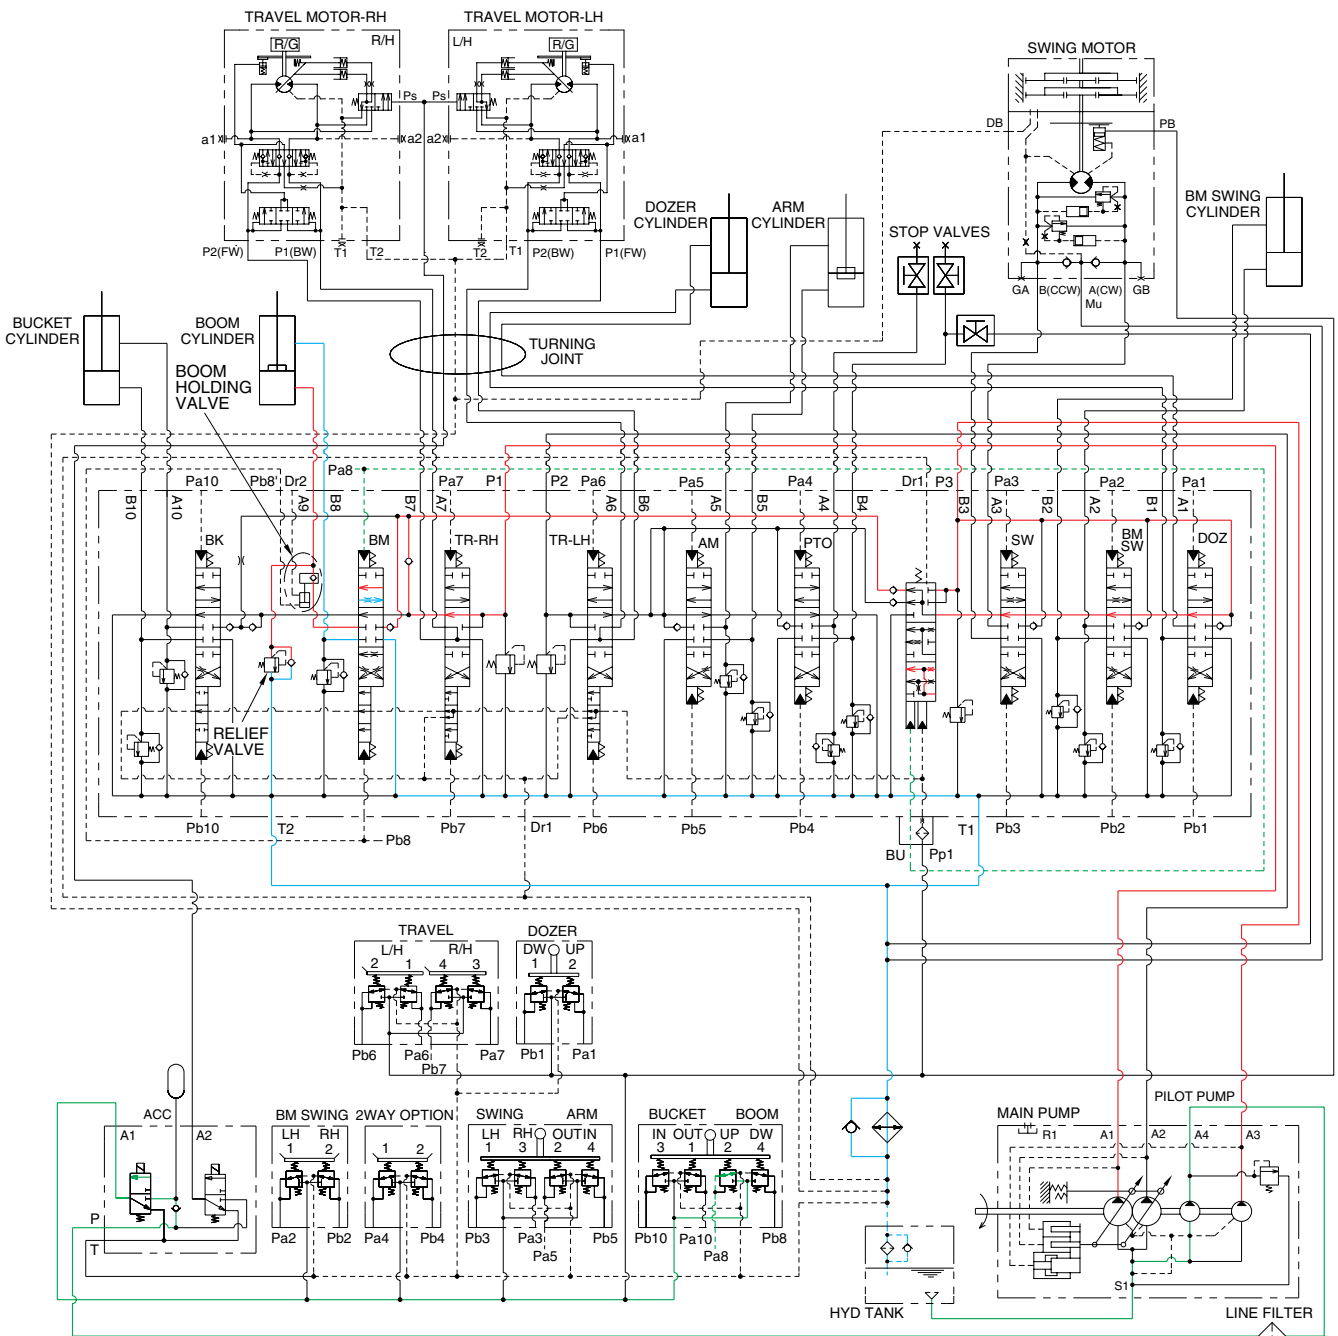 TRAVEL MOTOR-RH
TRAVEL MOTOR-LH
R/G
R/H
L/H
R/G
SWING MOTOR
Ps
Ps
DB
PB
a1
a2
a2
a1
DOZER
CYLINDER
ARM
CYLINDER
BM SWING
CYLINDER
STOP VALVES
P2(FW)
P1(BW)
T1
T2
T2
T1
P2(BW)
P1(FW)
GA
B(CCW)
A(CW)
GB
Mu
BUCKET
CYLINDER
BOOM
CYLINDER
TURNING
JOINT
BOOM
HOLDING
VALVE
Pa10
Pb8'
Dr2
Pa8
Pa7
P1
P2
Pa6
Pa5
Pa4
Dr1
P3
Pa3
Pa2
Pa1
B10
A10
A9
B8
B7
A7
A6
B6
A5
B5
A4
B4
B3
A3
B2
A2
B1
A1
BK
BM
TR-RH
TR-LH
AM
PTO
SW
BM
SW
DOZ
RELIEF
VALVE
Pb10
T2
Pb8
Pb7
Dr1
Pb6
Pb5
Pb4
BU
Pp1
T1
Pb3
Pb2
Pb1
TRAVEL
L/H
R/H
2
1
4
3
DOZER
DW
UP
1
2
Pb6
Pa6
Pb7
Pa7
Pb1
Pa1
ACC
A1
A2
P
T
BM SWING
LH
RH
1
2
Pa2
Pb2
2WAY OPTION
1
2
Pa4
Pb4
SWING
ARM
LH
RH
OUT
IN
1
3
2
4
Pb3
Pa3
Pa5
Pb5
BUCKET
BOOM
IN
OUT
UP
DW
3
1
2
4
Pb10
Pa10
Pa8
Pb8
HYD TANK
MAIN PUMP
PILOT PUMP
R1
A1
A2
A4
A3
S1
LINE FILTER